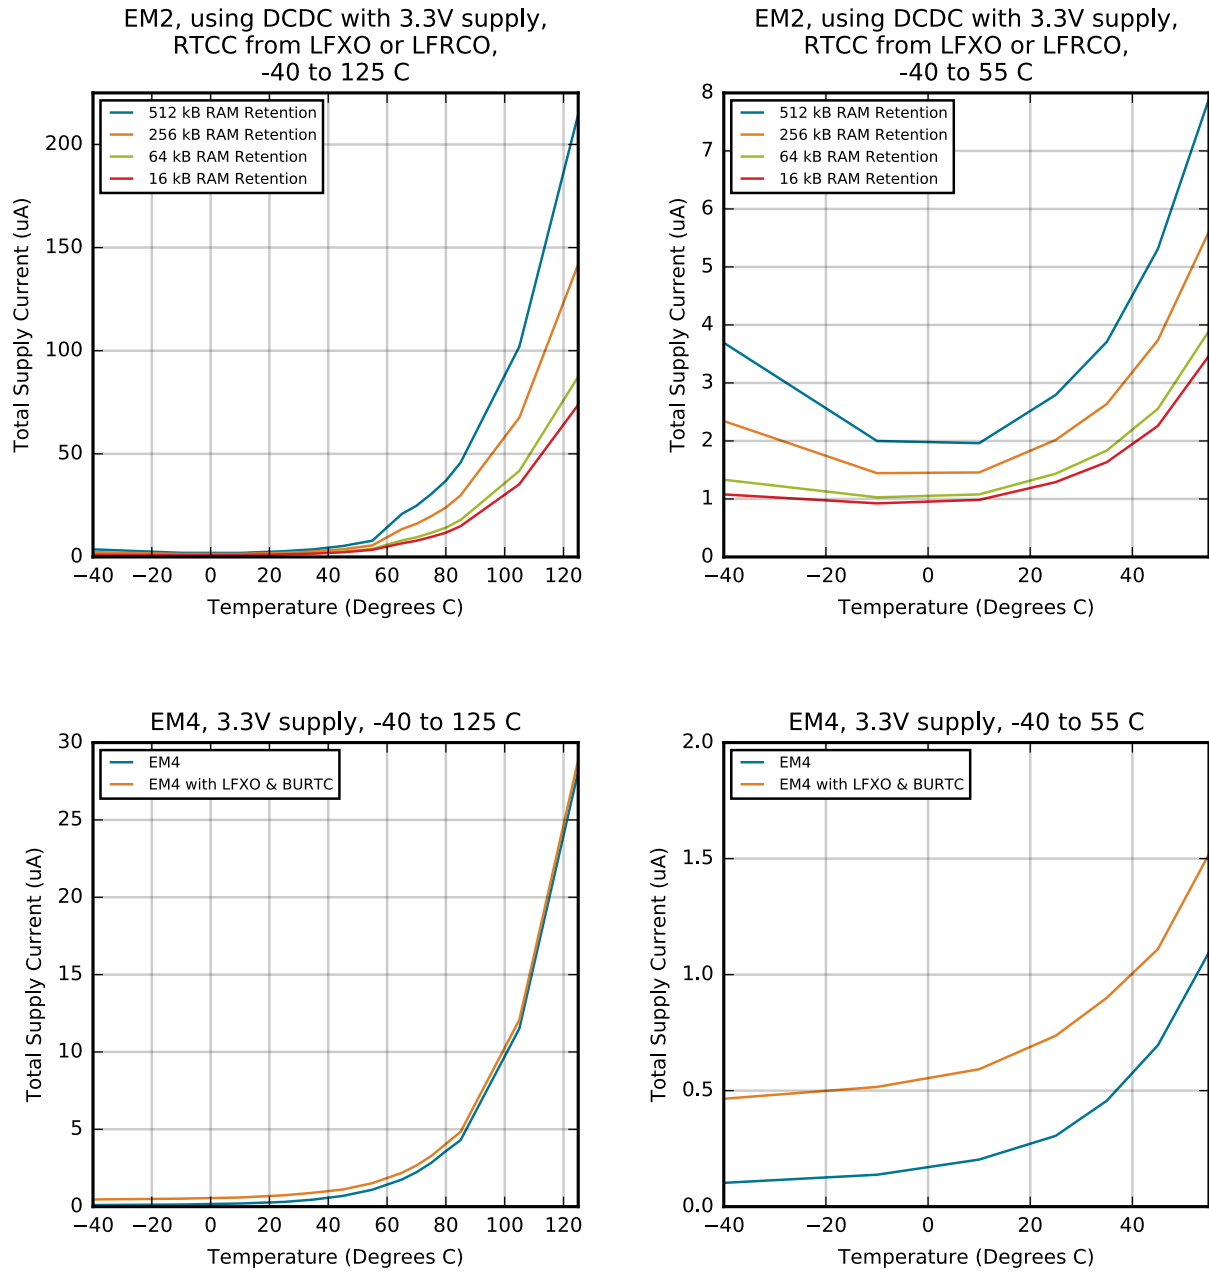 EM2, using DCDC with 3.3V supply,
RTCC from LFXO or LFRCO,
-40 to 125 C
512 kB RAM Retention
256 kB RAM Retention
64 kB RAM Retention
16 kB RAM Retention
200
150
100
50
0
Total Supply Current (uA)
−40 −20 0 20 40 60 80 100 120
Temperature (Degrees C)
EM2, using DCDC with 3.3V supply,
RTCC from LFXO or LFRCO,
-40 to 55 C
512 kB RAM Retention
256 kB RAM Retention
64 kB RAM Retention
16 kB RAM Retention
8
7
6
5
4
3
2
1
0
Total Supply Current (uA)
−40 −20 0 20 40
Temperature (Degrees C)
EM4, 3.3V supply, -40 to 125 C
EM4
EM4 with LFXO & BURTC
30
25
20
15
10
5
0
Total Supply Current (uA)
−40 −20 0 20 40 60 80 100 120
Temperature (Degrees C)
EM4, 3.3V supply, -40 to 55 C
EM4
EM4 with LFXO & BURTC
2.0
1.5
1.0
0.5
0.0
Total Supply Current (uA)
−40 −20 0 20 40
Temperature (Degrees C)